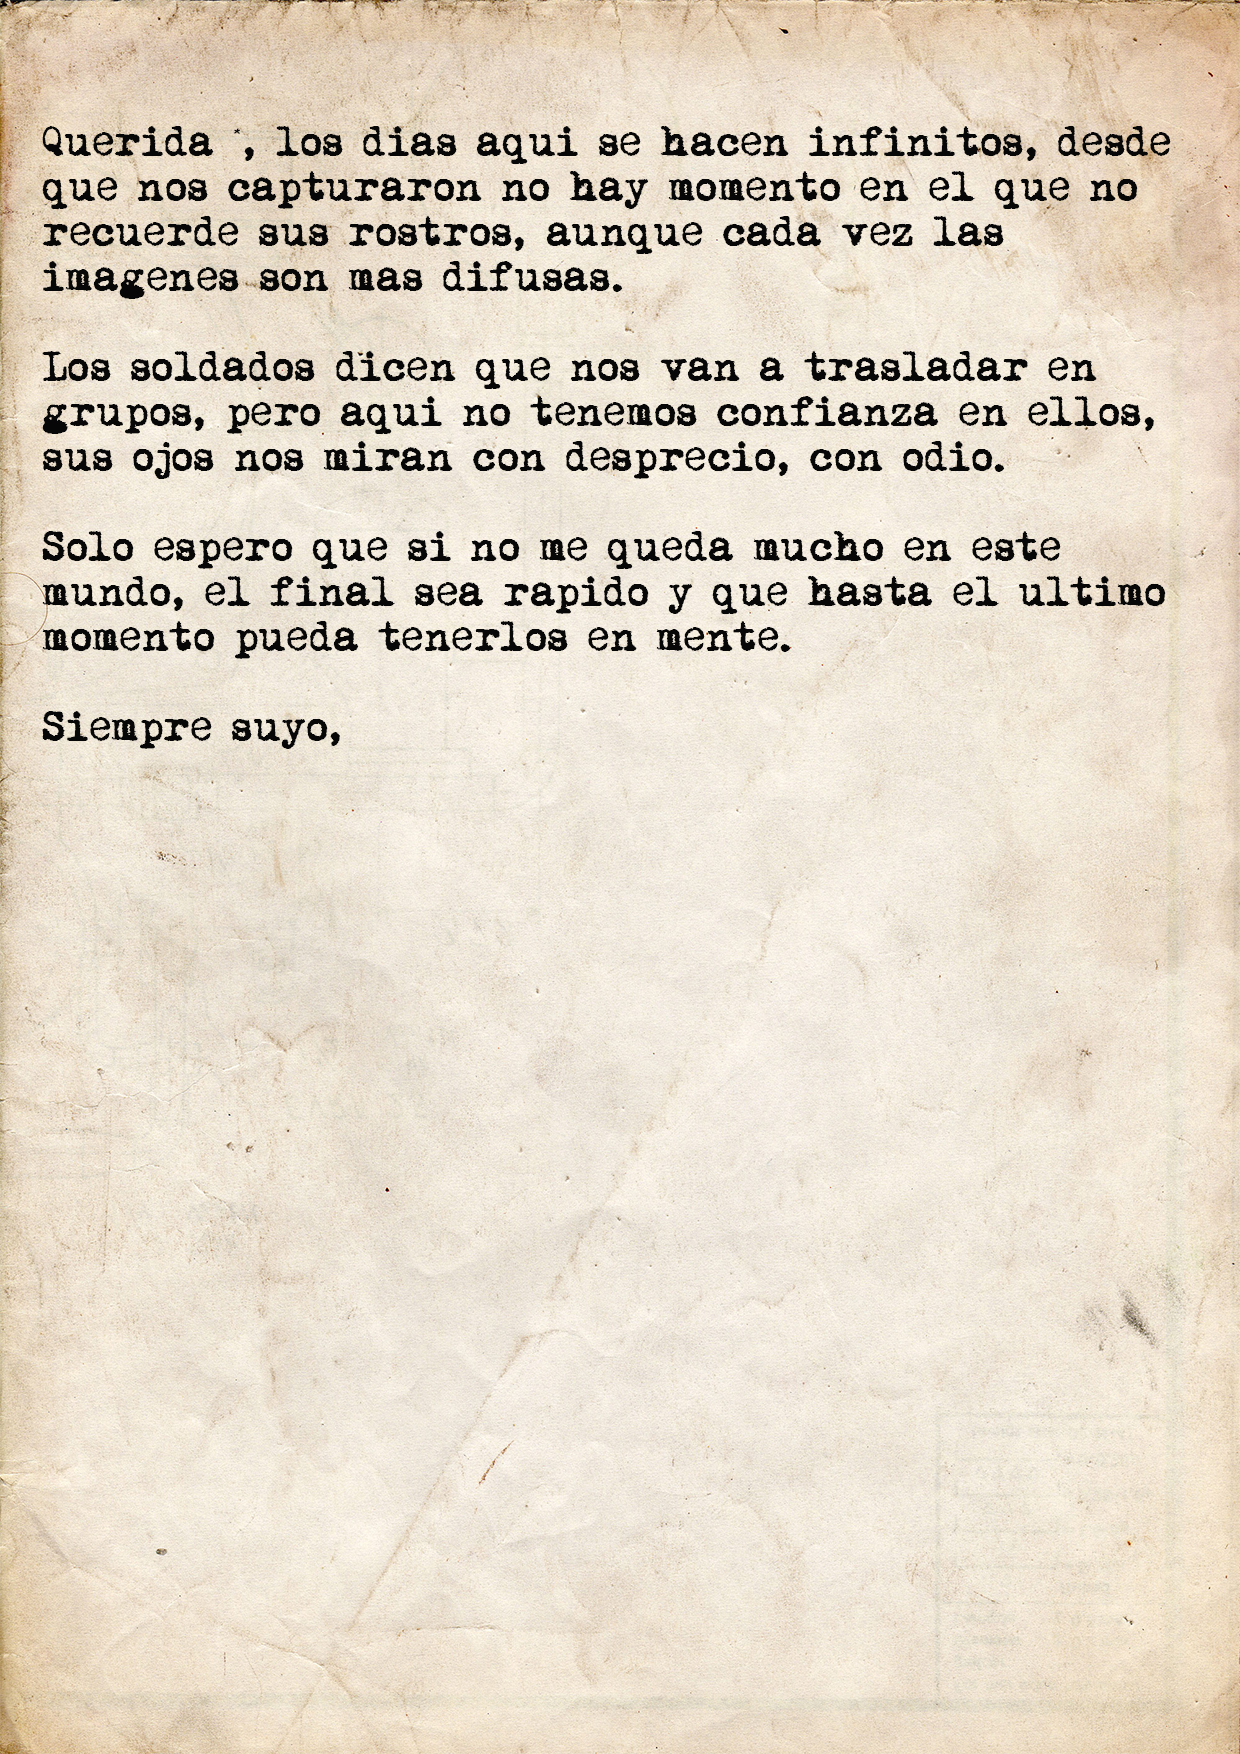 Querida , los dias aqui se hacen infinitos, desde
que nos capturaron no hay momento en el que no
recuerde sus rostros, aunque cada vez las
imagenes son mas difusas.
Los soldados dicen que nos van a trasladar en
grupos, pero aqui no tenemos confianza en ellos,
sus ojos nos miran con desprecio, con odio.
Solo espero que si no me queda mucho en este
mundo, el final sea rapido y que hasta el ultimo
momento pueda tenerlos en mente.
Siempre suyo,